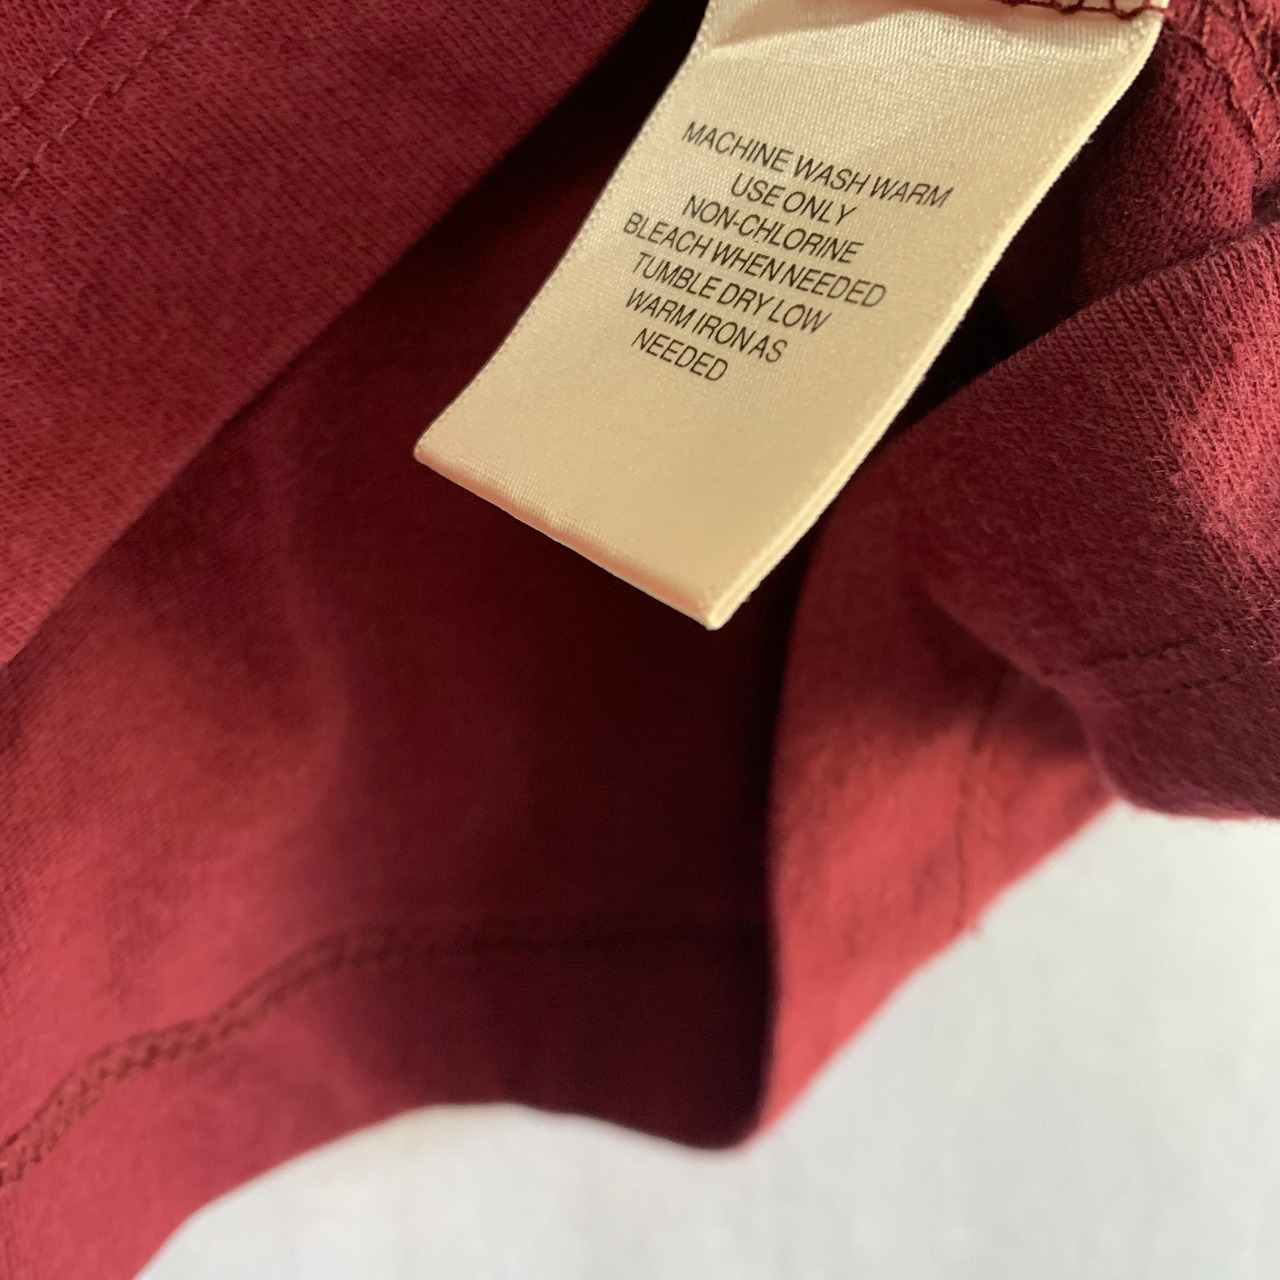 MACHINE WASH WARM
USE ONLY
NON-CHLORINE
BLEACH WHEN NEEDED
TUMBLE DRY LOW
WARM IRON AS
NEEDED